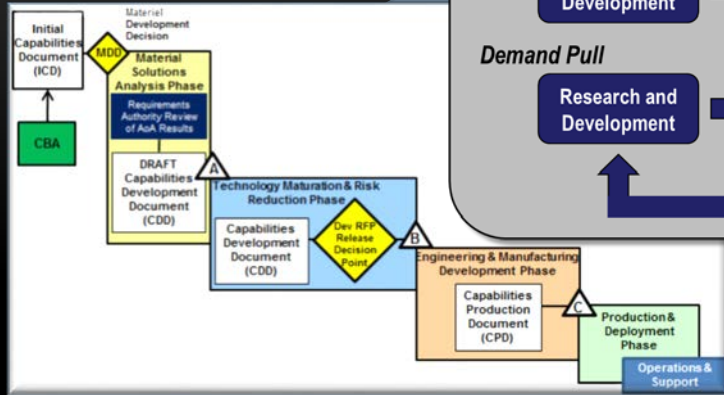 Development
Demand Pull
Research and
Development
Initial
Capabilities
Document
(ICD)
CBA
Materiel
Development
Decision
MDD
Material
Solutions
Analysis Phase
Requirements
Authority Review
of AoA Results
DRAFT
Capabilities
Development
Document
(CDD)
A
Technology Maturation & Risk
Reduction Phase
Capabilities
Development
Document
(CDD)
Dev RFP
Release
Decision
Point
B
Engineering & Manufacturing
Development Phase
Capabilities
Production
Document
(CPD)
C
Production &
Deployment
Phase
Operations &
Support